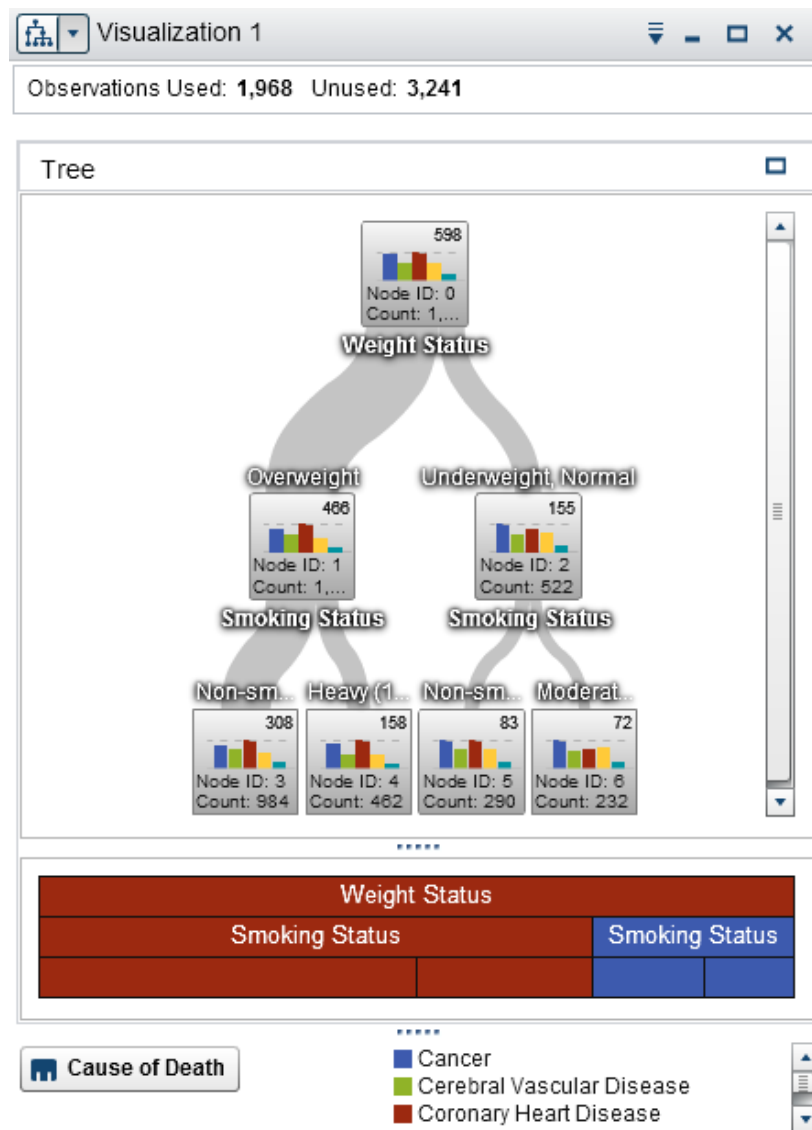 Visualization 1
Observations Used: 1,968 Unused: 3,241
Tree
598
Node ID: 0
Count: 1,...
Weight Status
Overweight Underweight, Normal
466 155
Node ID: 1 Node ID: 2
Count: 1,... Count: 522
Smoking Status Smoking Status
Non-sm... Heavy (1... Non-sm... Moderat...
308 158 83 72
Node ID: 3 Node ID: 4 Node ID: 5 Node ID: 6
Count: 984 Count: 462 Count: 290 Count: 232
Weight Status
Smoking Status Smoking Status
Cause of Death
Cancer
Cerebral Vascular Disease
Coronary Heart Disease